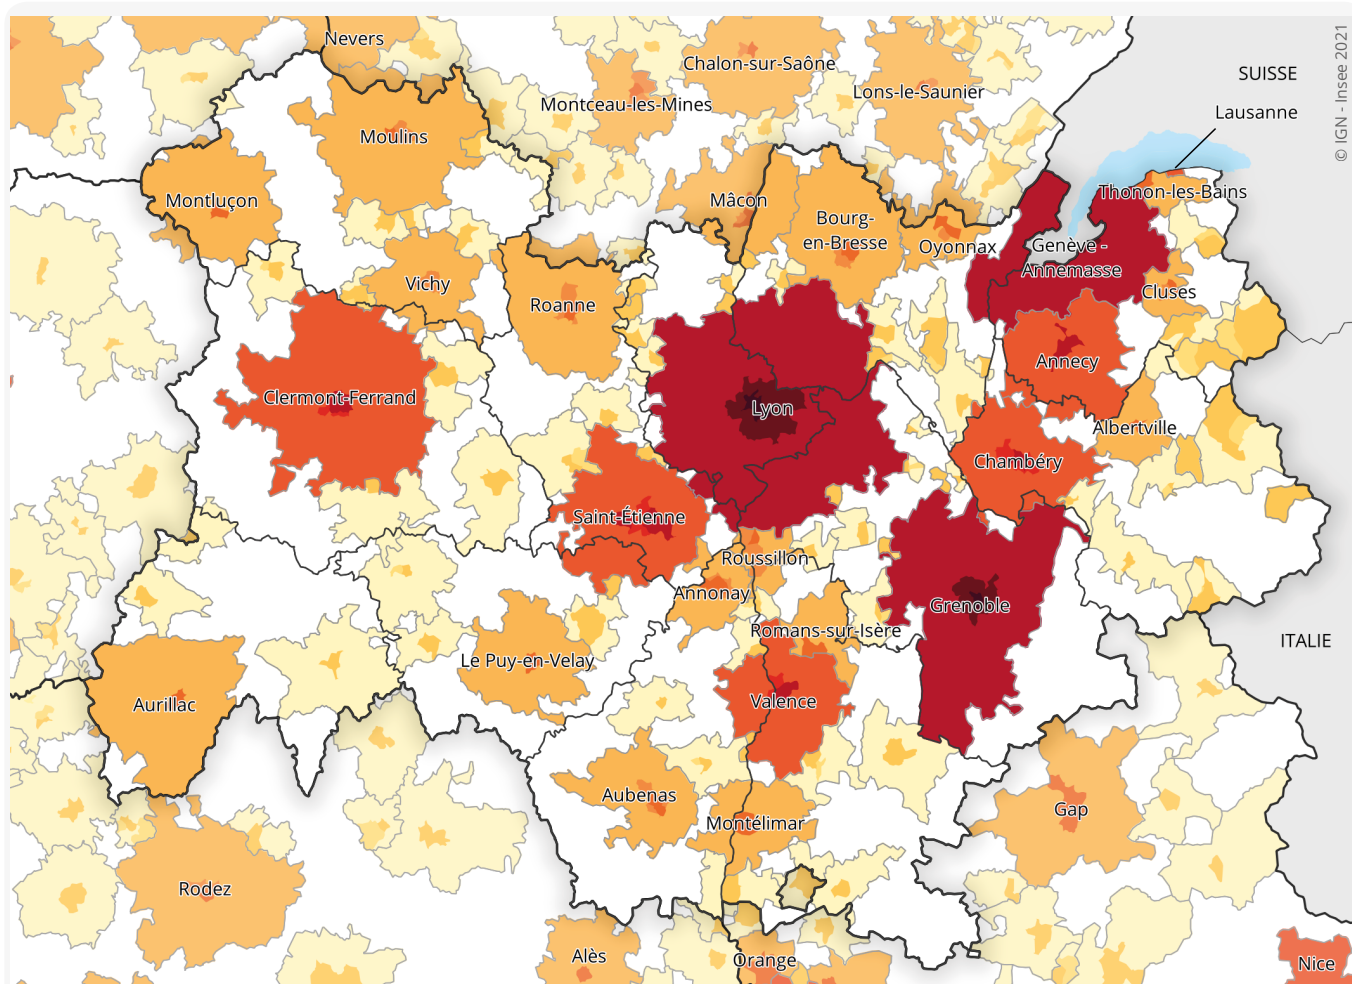 Nevers
Chalon-sur-Saône
SUISSE
Montceau-les-Mines
Lons-le-Saunier
Lausanne
© IGN - Insee 2021
Moulins
Montluçon
Mâcon
Thonon-les-Bains
Bourg-
en-Bresse
Oyonnax
Genève -
Annemasse
Vichy
Roanne
Cluses
Annecy
Clermont-Ferrand
Lyon
Albertville
Chambéry
Saint-Étienne
Roussillon
Annonay
Grenoble
Romans-sur-Isère
ITALIE
Le Puy-en-Velay
Aurillac
Valence
Aubenas
Montélimar
Gap
Rodez
Alès
Orange
Nice